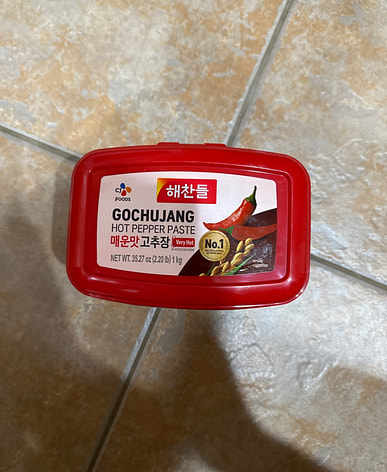 CJ
FOODS
해찬들
GOCHUJANG
HOT PEPPER PASTE
매운맛 고추장
Very Hot
No.1
NET WT. 35.27 oz (2.20 lb) 1 kg